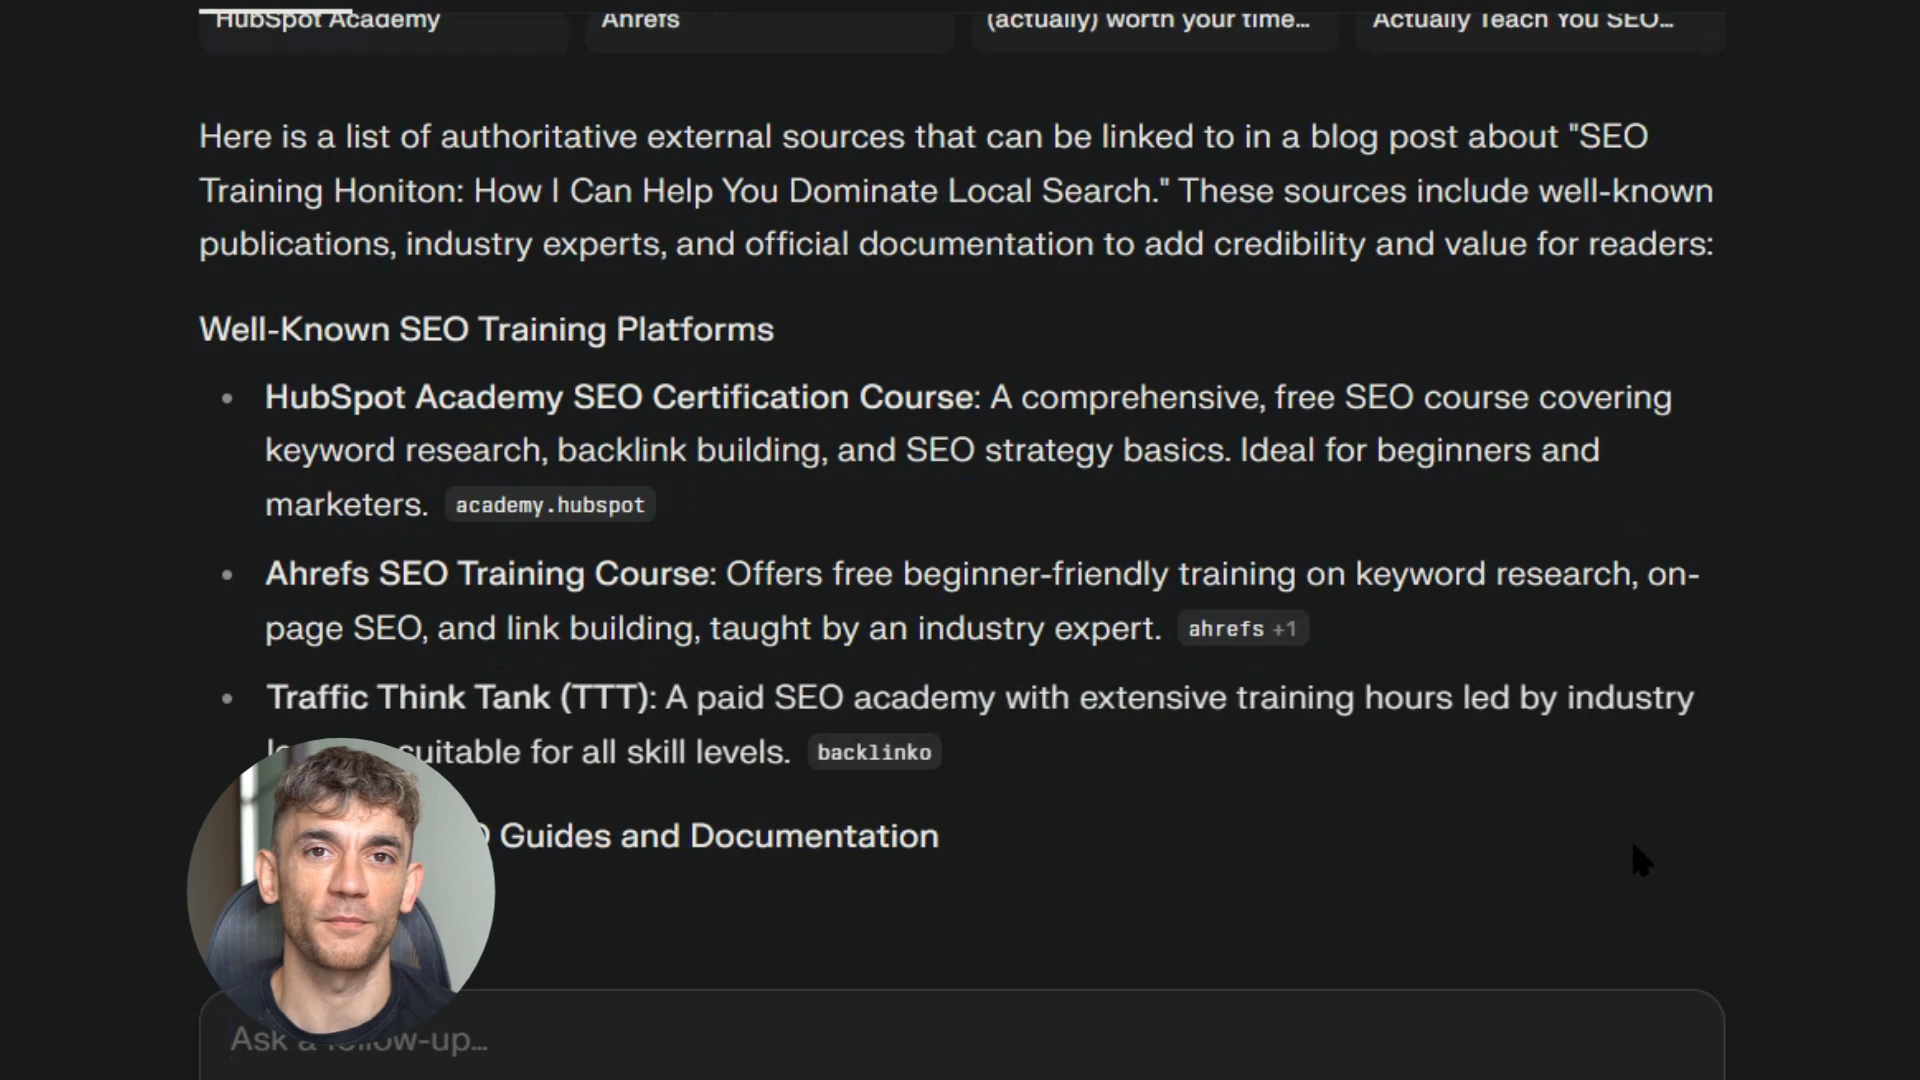 HubSpot Academy
Ahrefs
(actually) worth your time...
Actually Teach You SEO...
Here is a list of authoritative external sources that can be linked to in a blog post about "SEO
Training Honiton: How I Can Help You Dominate Local Search." These sources include well-known
publications, industry experts, and official documentation to add credibility and value for readers:
Well-Known SEO Training Platforms
• HubSpot Academy SEO Certification Course: A comprehensive, free SEO course covering
keyword research, backlink building, and SEO strategy basics. Ideal for beginners and
marketers. academy.hubspot
• Ahrefs SEO Training Course: Offers free beginner-friendly training on keyword research, on-
page SEO, and link building, taught by an industry expert. ahrefs +1
• Traffic Think Tank (TTT): A paid SEO academy with extensive training hours led by industry
suitable for all skill levels. backlinko
Guides and Documentation
Ask a follow-up...